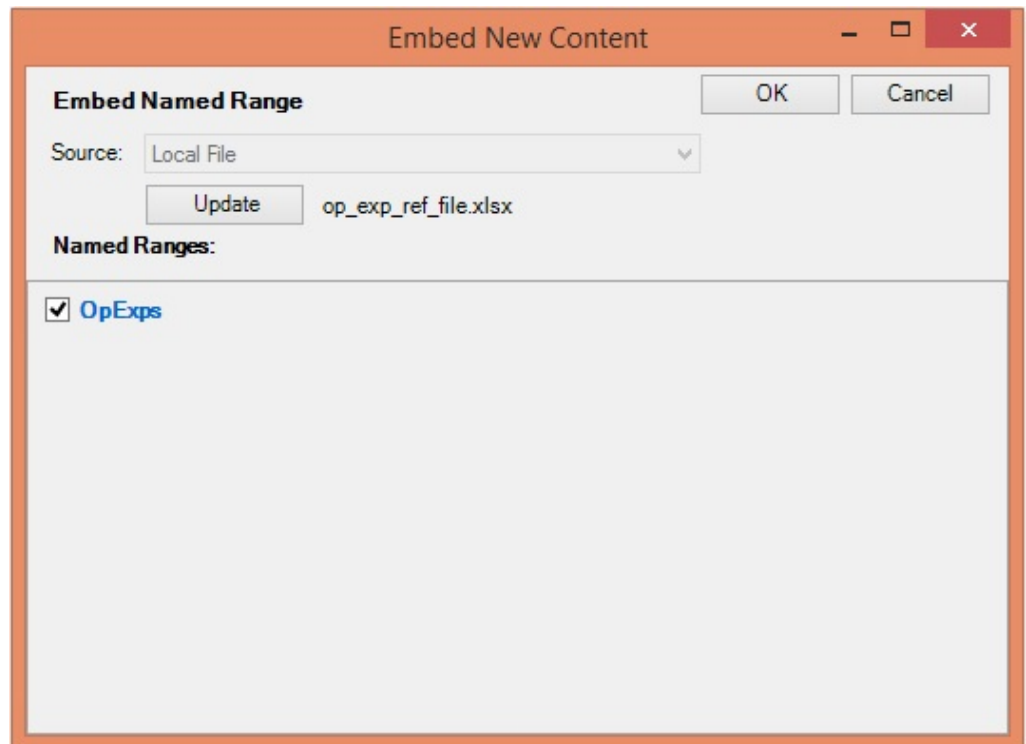 Embed New Content
Embed Named Range
OK
Cancel
Source:
Local File
Update
op_exp_ref_file.xlsx
Named Ranges:
OpExps